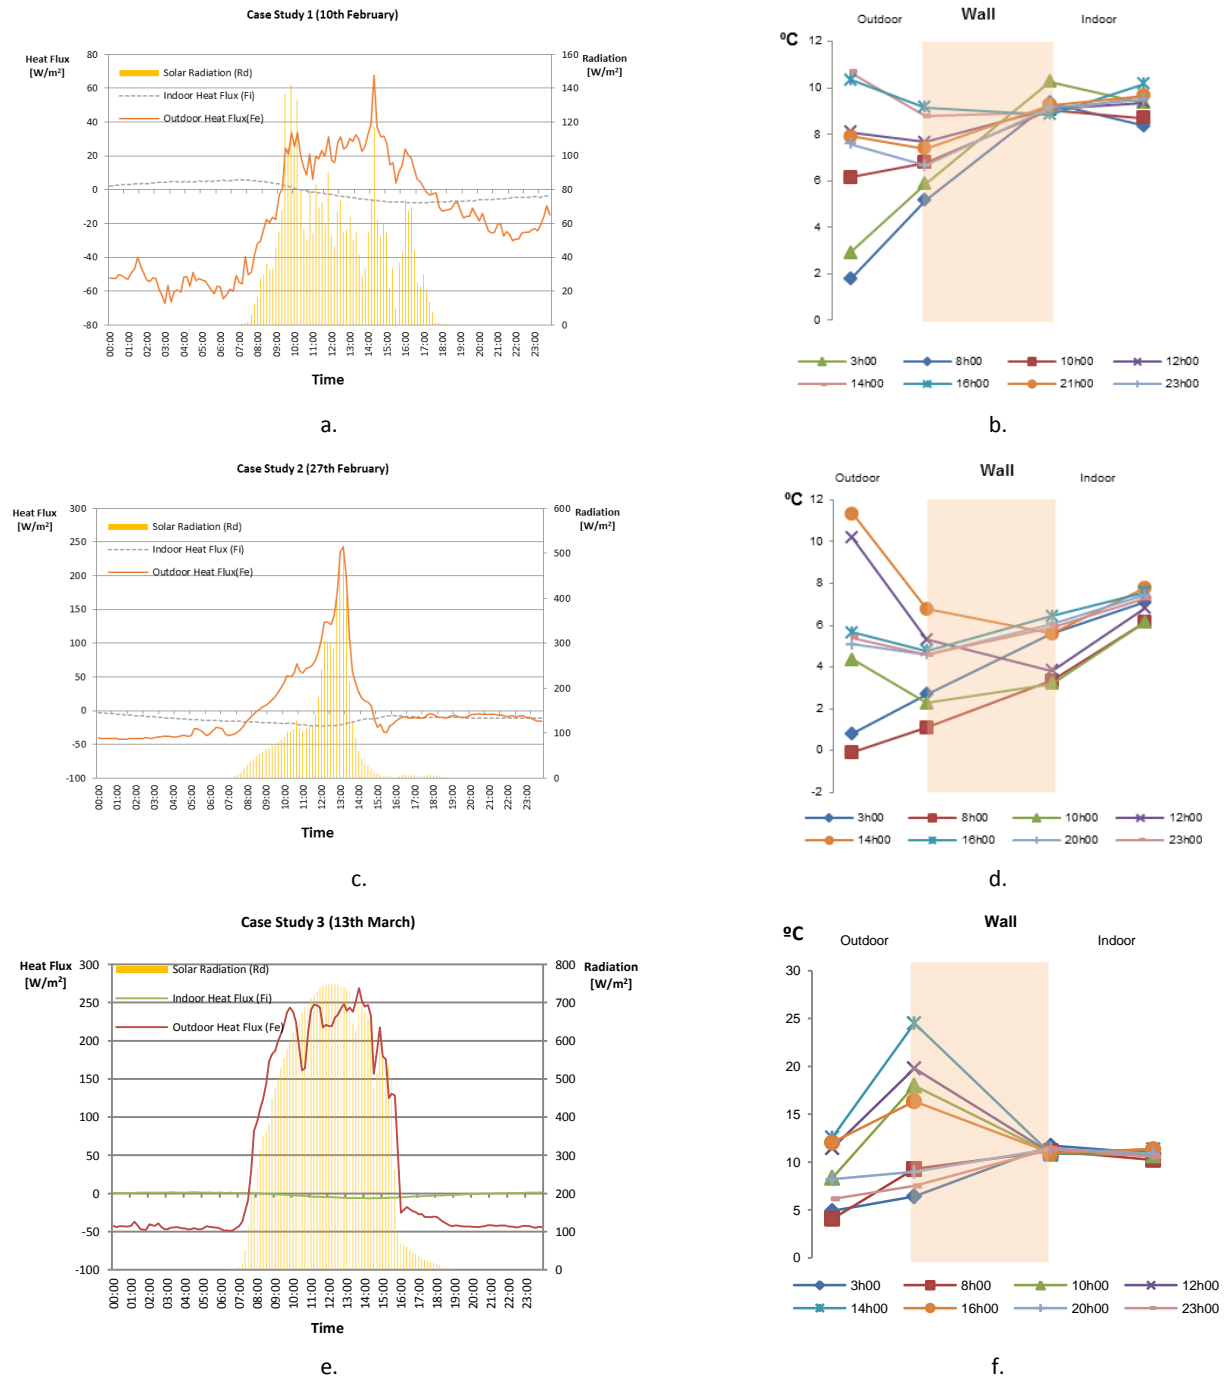 Case Study 1 (10th February)
Heat Flux
[W/m²]
Radiation
[W/m²]
Solar Radiation (Rd)
Indoor Heat Flux (Fi)
Outdoor Heat Flux(Fe)
80
60
40
20
0
-20
-40
-60
-80
160
140
120
100
80
60
40
20
0
00:00 01:00 02:00 03:00 04:00 05:00 06:00 07:00 08:00 09:00 10:00 11:00 12:00 13:00 14:00 15:00 16:00 17:00 18:00 19:00 20:00 21:00 22:00 23:00
Time
a.
Outdoor Wall Indoor
⁰C
12
10
8
6
4
2
0
3h00 8h00 10h00 12h00
14h00 16h00 21h00 23h00
b.
Case Study 2 (27th February)
Heat Flux
[W/m²]
Radiation
[W/m²]
Solar Radiation (Rd)
Indoor Heat Flux (Fi)
Outdoor Heat Flux(Fe)
300
250
200
150
100
50
0
-50
-100
600
500
400
300
200
100
0
00:00 01:00 02:00 03:00 04:00 05:00 06:00 07:00 08:00 09:00 10:00 11:00 12:00 13:00 14:00 15:00 16:00 17:00 18:00 19:00 20:00 21:00 22:00 23:00
Time
c.
Outdoor Wall Indoor
⁰C
12
10
8
6
4
2
0
-2
3h00 8h00 10h00 12h00
14h00 16h00 20h00 23h00
d.
Case Study 3 (13th March)
Heat Flux
[W/m²]
Radiation
[W/m²]
Solar Radiation (Rd)
Indoor Heat Flux (Fi)
Outdoor Heat Flux (Fe)
300
250
200
150
100
50
0
-50
-100
800
700
600
500
400
300
200
100
0
00:00 01:00 02:00 03:00 04:00 05:00 06:00 07:00 08:00 09:00 10:00 11:00 12:00 13:00 14:00 15:00 16:00 17:00 18:00 19:00 20:00 21:00 22:00 23:00
Time
e.
Wall
ºC
Outdoor Indoor
30
25
20
15
10
5
0
3h00 8h00 10h00 12h00
14h00 16h00 20h00 23h00
f.